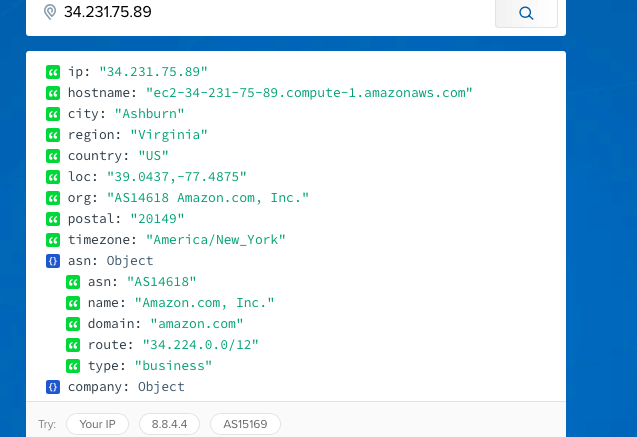 34.231.75.89
ip: "34.231.75.89"
hostname: "ec2-34-231-75-89.compute-1.amazonaws.com"
city: "Ashburn"
region: "Virginia"
country: "US"
loc: "39.0437,-77.4875"
org: "AS14618 Amazon.com, Inc."
postal: "20149"
timezone: "America/New_York"
{} asn: Object
asn: "AS14618"
name: "Amazon.com, Inc."
domain: "amazon.com"
route: "34.224.0.0/12"
type: "business"
{} company: Object
Try: Your IP 8.8.4.4 AS15169